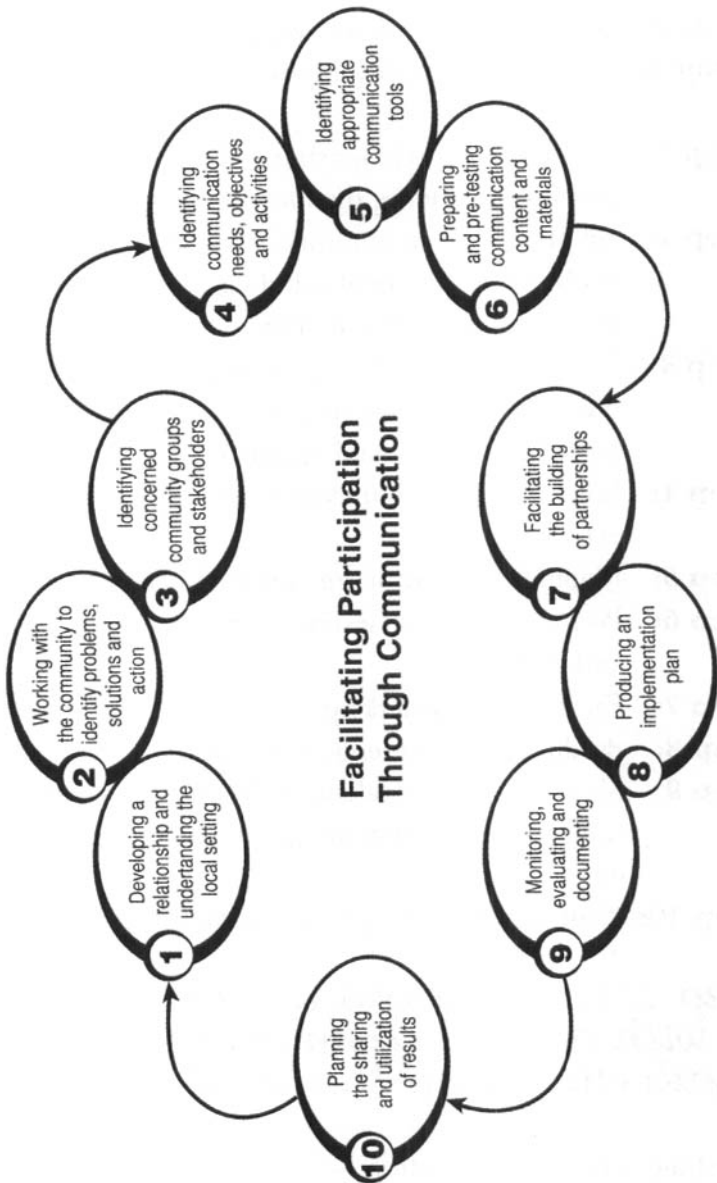 Facilitating Participation
Through Communication
1
Developing a
relationship and
undertanding the
local setting
2
Working with
the community to
identify problems,
solutions and
action
3
Identifying
concerned
community groups
and stakeholders
4
Identifying
communication
needs, objectives
and activities
5
Identifying
appropriate
communication
tools
6
Preparing
and pre-testing
communication
content and
materials
7
Facilitating
the building
of partnerships
8
Producing an
implementation
plan
9
Monitoring,
evaluating and
documenting
10
Planning
the sharing
and utilization
of results